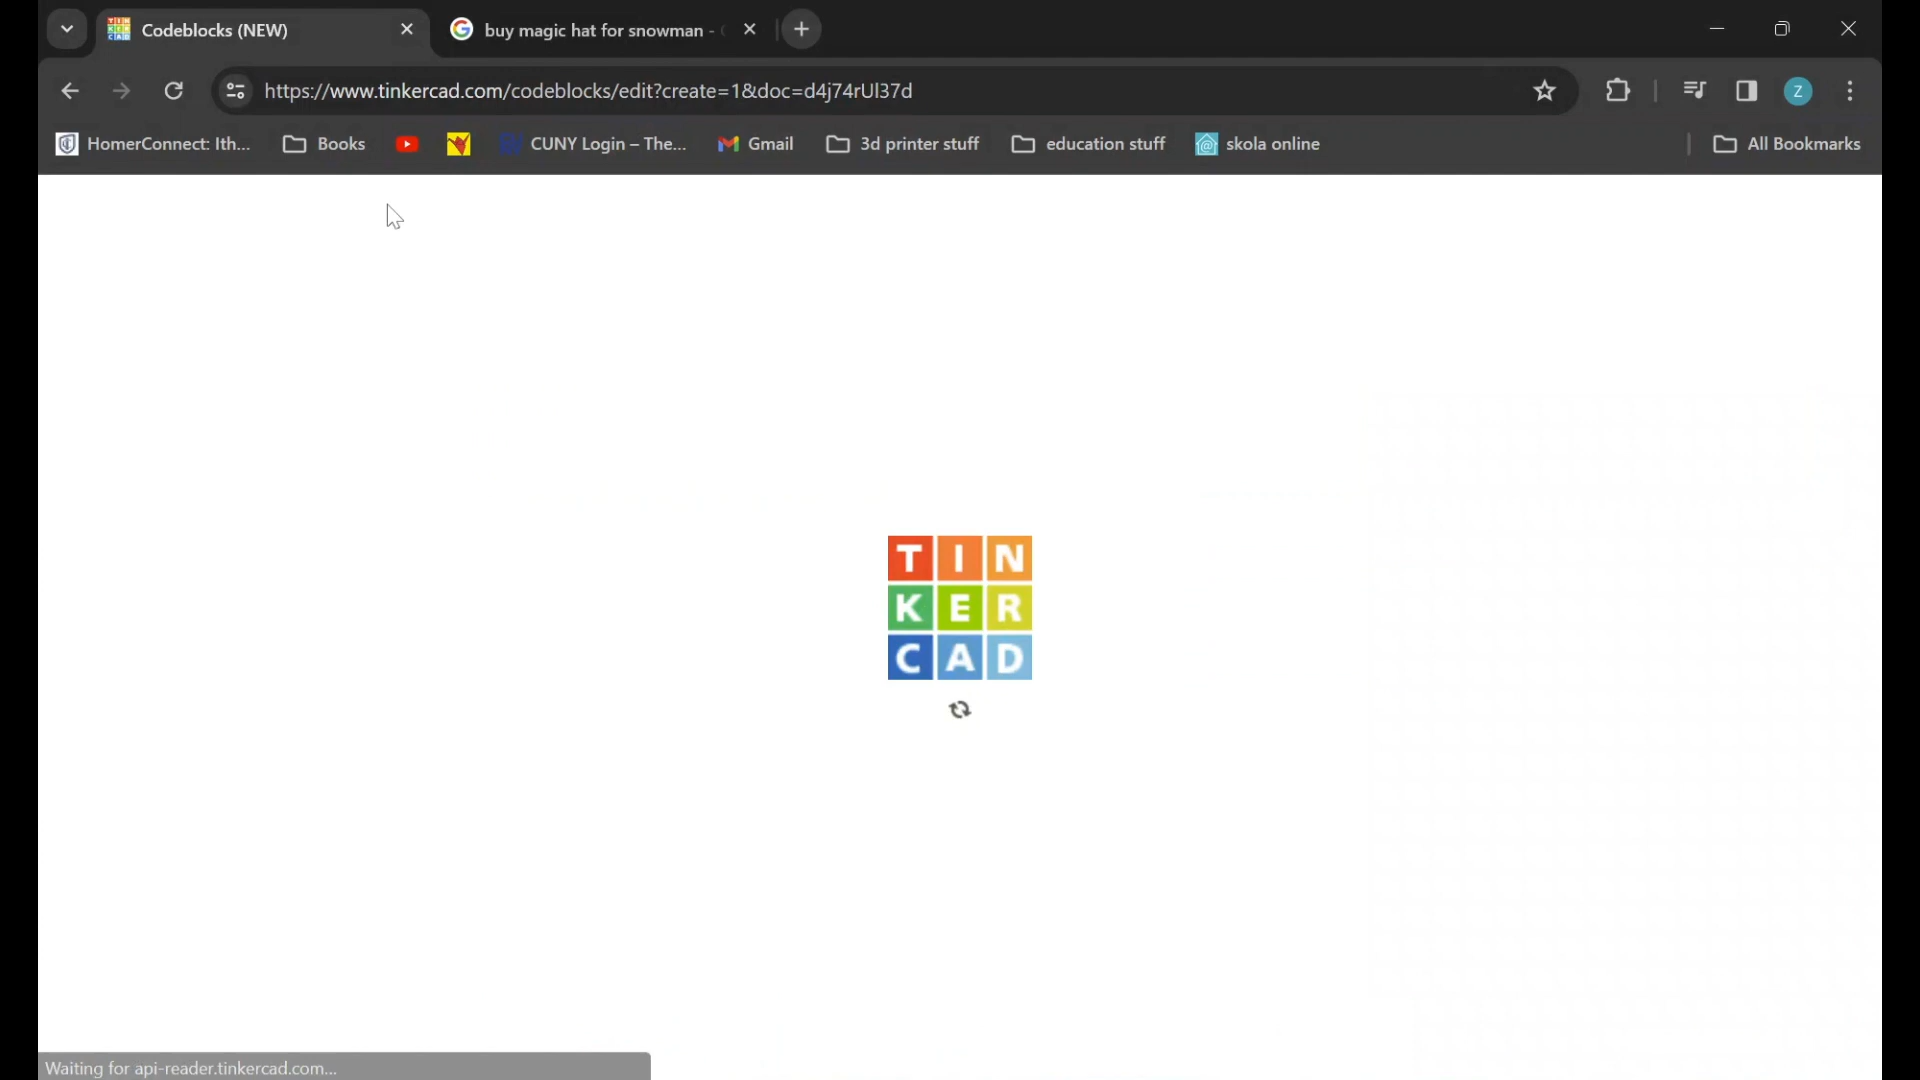 Codeblocks (NEW)
buy magic hat for snowman -
https://www.tinkercad.com/codeblocks/edit?create=1&doc=d4j74rUl37d
Z
HomerConnect: Ith...
Books
CUNY Login – The...
Gmail
3d printer stuff
education stuff
skola online
All Bookmarks
TIN
KER
CAD
Waiting for api-reader.tinkercad.com...